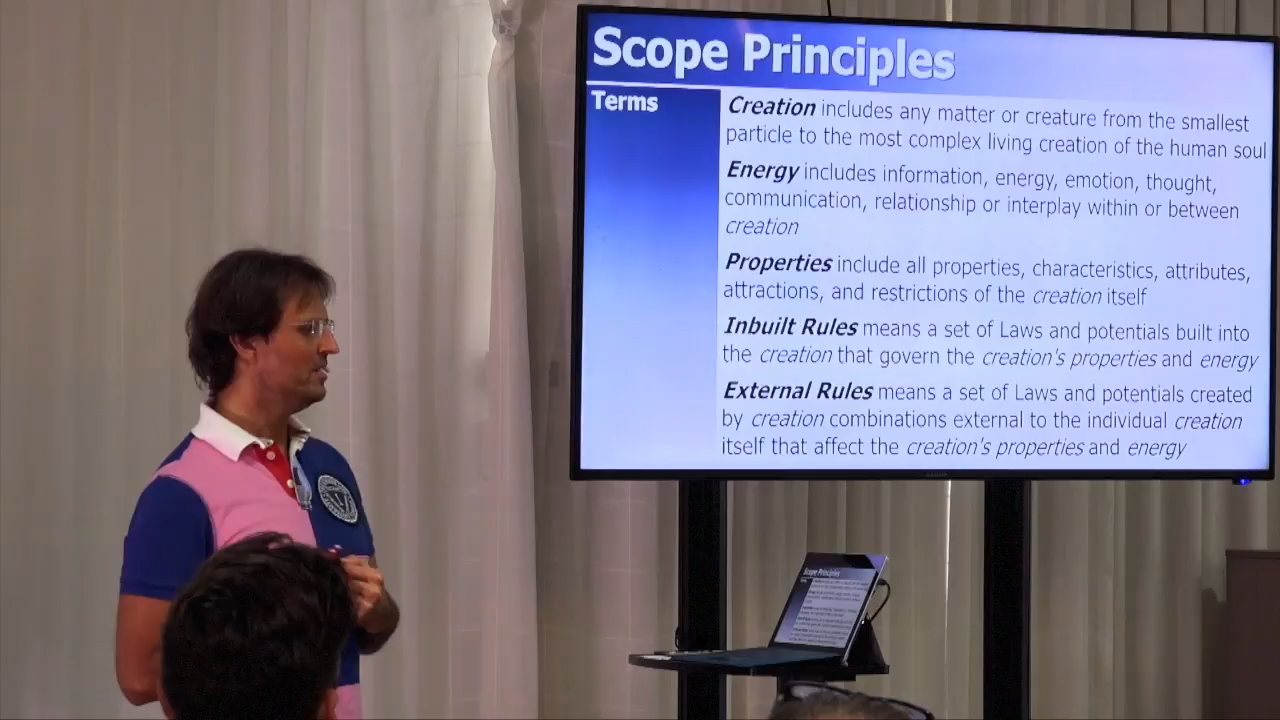 Scope Principles
Terms
Creation includes any matter or creature from the smallest
particle to the most complex living creation of the human soul
Energy includes information, energy, emotion, thought,
communication, relationship or interplay within or between
creation
Properties include all properties, characteristics, attributes,
attractions, and restrictions of the creation itself
Inbuilt Rules means a set of Laws and potentials built into
the creation that govern the creation's properties and energy
External Rules means a set of Laws and potentials created
by creation combinations external to the individual creation
itself that affect the creation's properties and energy
Scope Principles